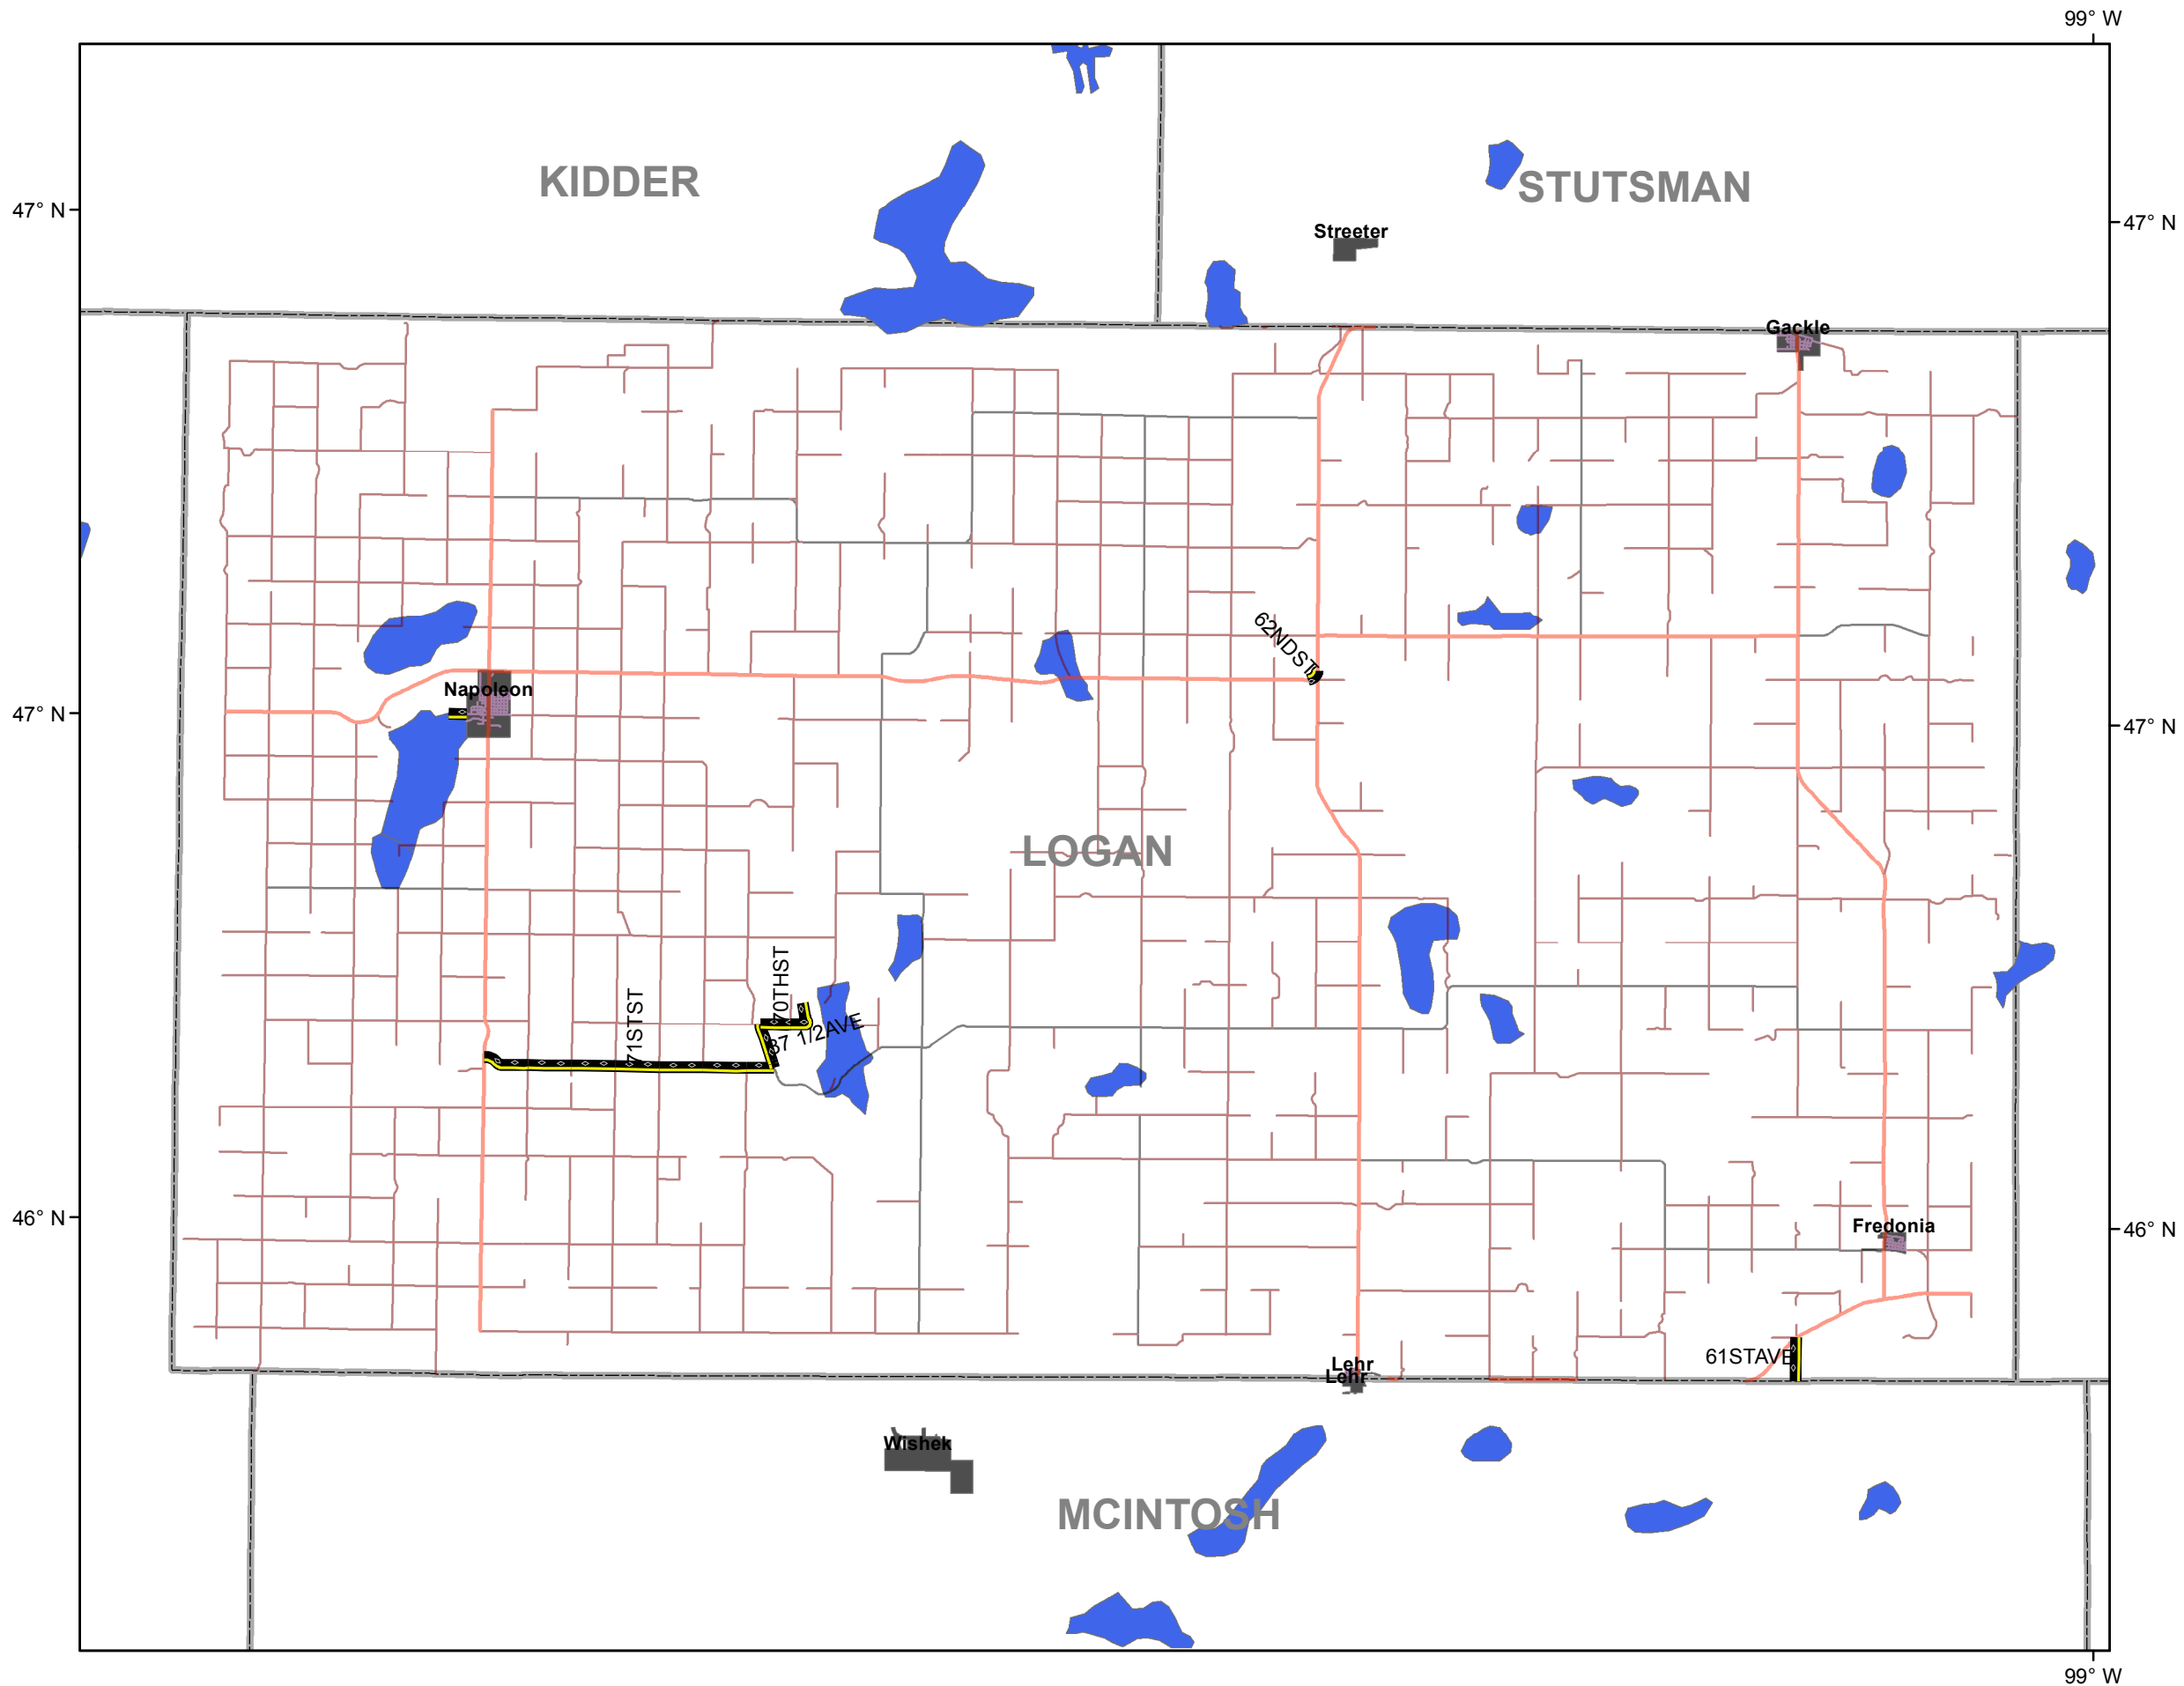 99° W
KIDDER
STUTSMAN
47° N
47° N
Streeter
Gackle
62NDST
Napoleon
47° N
47° N
LOGAN
70THST
71STST
37 1/2AVE
46° N
46° N
Fredonia
61STAVE
Lehr
Lehr
Wishek
MCINTOSH
99° W